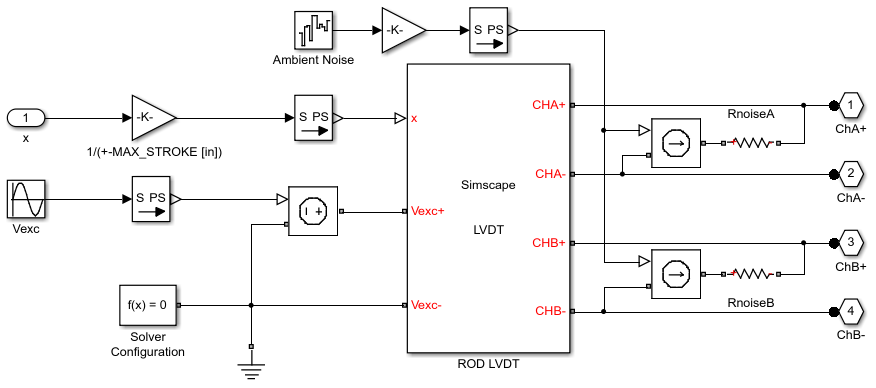 Ambient Noise
-K-
S PS
1
x
-K-
1/(+-MAX_STROKE [in])
S PS
Vexc
S PS
f(x) = 0
Solver
Configuration
x
Vexc+
Vexc-
Simscape
LVDT
CHA+
CHA-
CHB+
CHB-
ROD LVDT
RnoiseA
RnoiseB
1
ChA+
2
ChA-
3
ChB+
4
ChB-